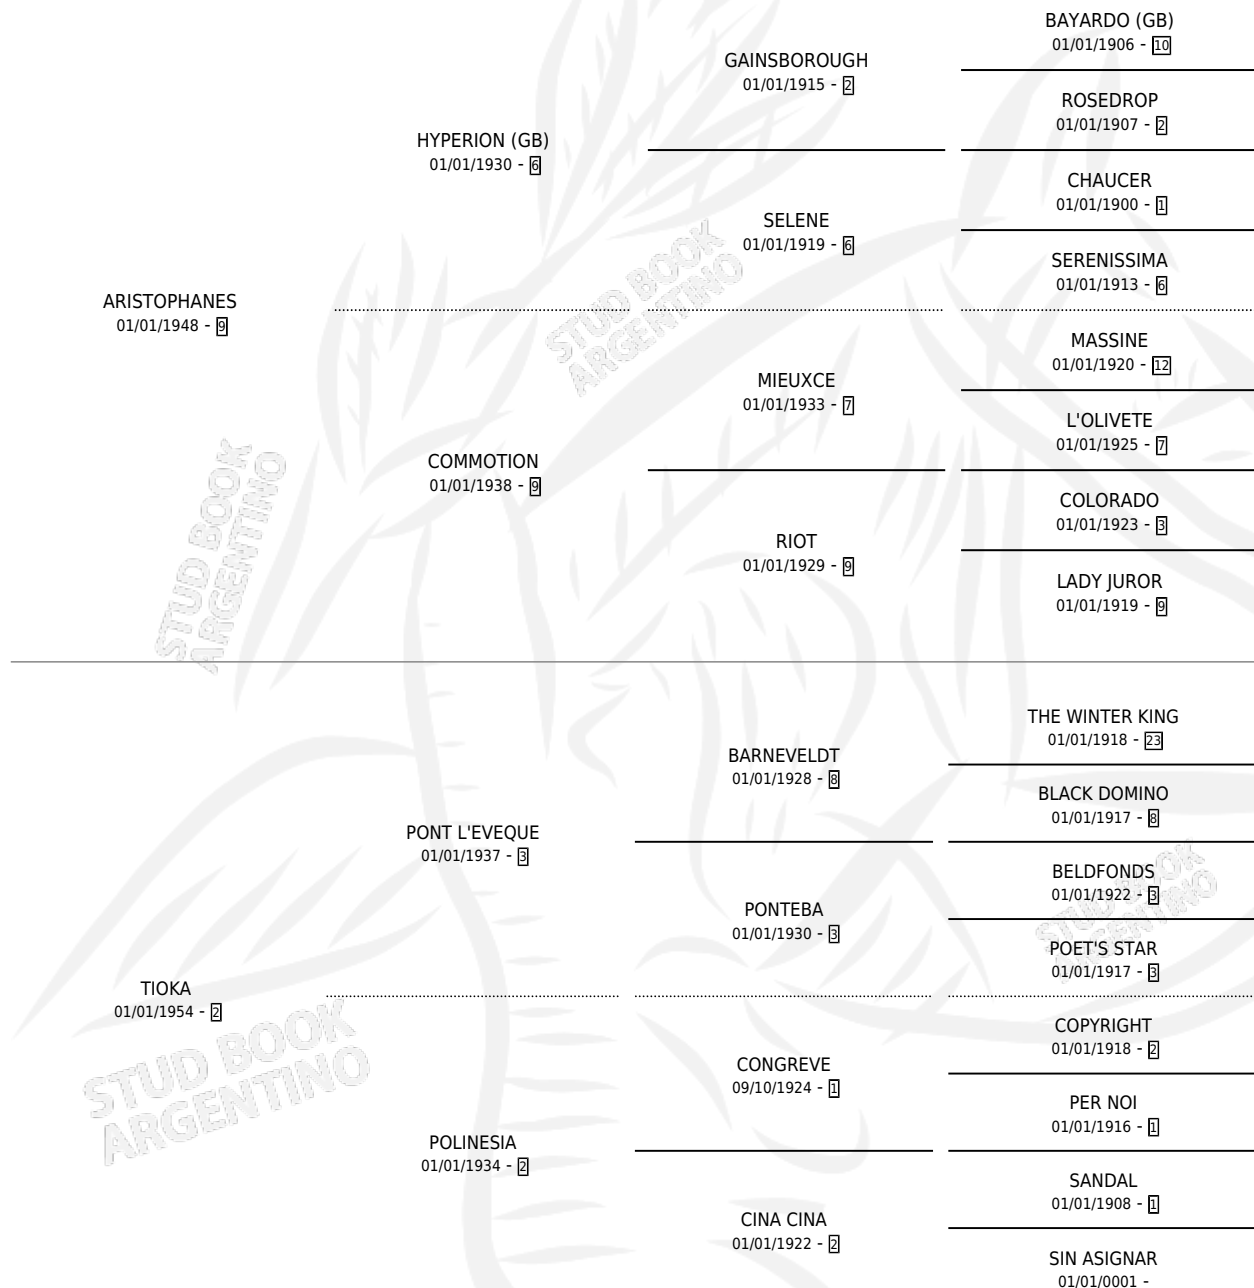 BAYARDO (GB)
01/01/1906 - 10
GAINSBOROUGH
01/01/1915 - 2
ROSEDROP
01/01/1907 - 2
HYPERION (GB)
01/01/1930 - 6
CHAUCER
01/01/1900 - 1
SELENE
01/01/1919 - 6
SERENISSIMA
01/01/1913 - 6
ARISTOPHANES
01/01/1948 - 9
MASSINE
01/01/1920 - 12
MIEUXCE
01/01/1933 - 7
L'OLIVETE
01/01/1925 - 7
COMMOTION
01/01/1938 - 9
COLORADO
01/01/1923 - 3
RIOT
01/01/1929 - 9
LADY JUROR
01/01/1919 - 9
THE WINTER KING
01/01/1918 - 23
BARNEVELDT
01/01/1928 - 8
BLACK DOMINO
01/01/1917 - 8
PONT L'EVEQUE
01/01/1937 - 3
BELDFONDS
01/01/1922 - 3
PONTEBA
01/01/1930 - 3
POET'S STAR
01/01/1917 - 3
TIOKA
01/01/1954 - 2
COPYRIGHT
01/01/1918 - 2
CONGREVE
09/10/1924 - 1
PER NOI
01/01/1916 - 1
POLINESIA
01/01/1934 - 2
SANDAL
01/01/1908 - 1
CINA CINA
01/01/1922 - 2
SIN ASIGNAR
01/01/0001 -
STUD BOOK
ARGENTINO
STUD BOOK
ARGENTINO
STUD BOOK
ARGENTINO
STUD BOOK
ARGENTINO